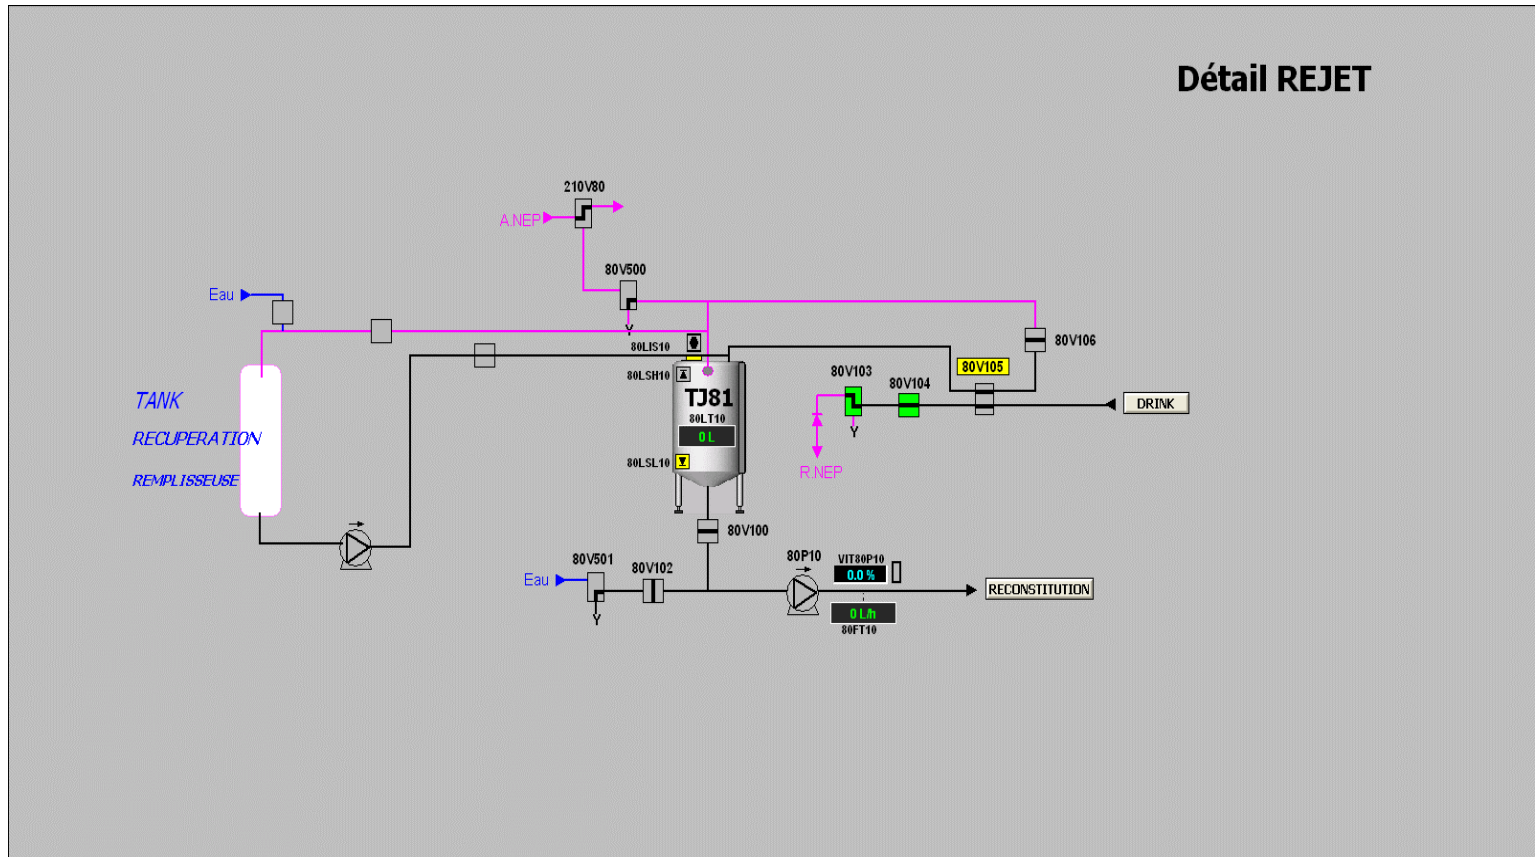 Détail REJET
210V80
A.NEP
80V500
Eau
Y
80LIS10
80V106
80V105
80LSH10
80V103
80V104
TJ81
80LT10
0 L
DRINK
TANK
RECUPERATION
REMPLISSEUSE
Y
80LSL10
R.NEP
80V100
80V501
80V102
80P10
VIT80P10
0.0 %
Eau
RECONSTITUTION
Y
0 L/h
80FT10